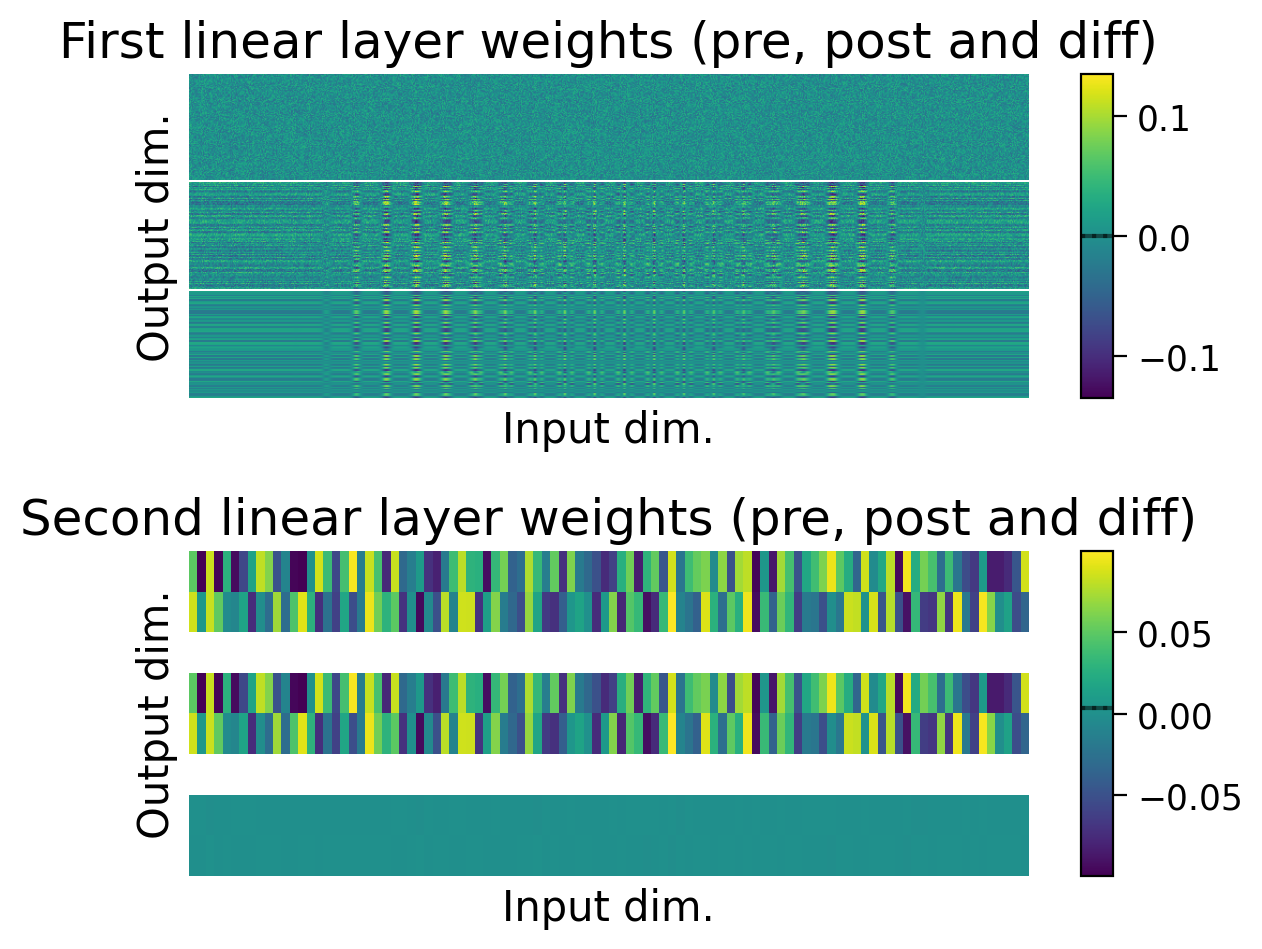 First linear layer weights (pre, post and diff)
Output dim.
0.1
0.0
−0.1
Input dim.
Second linear layer weights (pre, post and diff)
Output dim.
0.05
0.00
−0.05
Input dim.